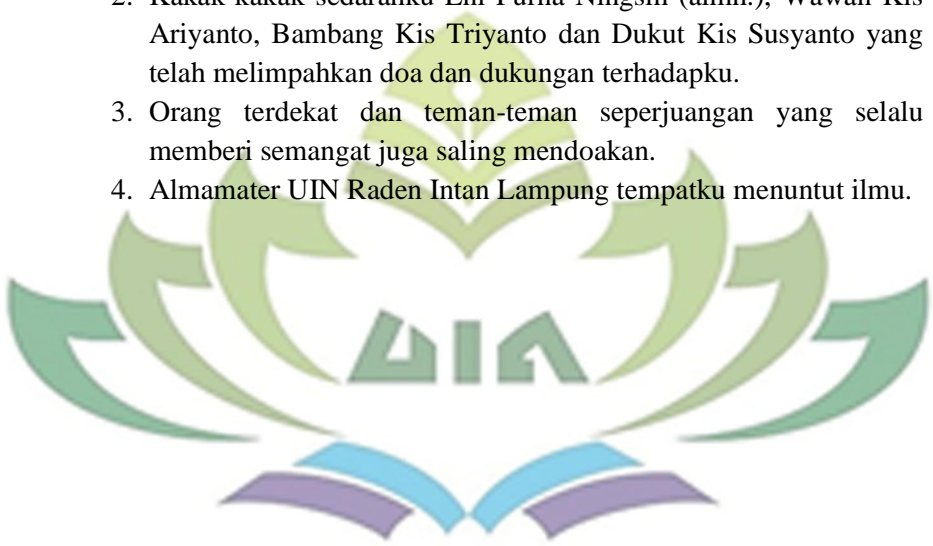 2. Kakak-kakak sedarahku Eni Purna Ningsih (almh.), Wawan Kis
Ariyanto, Bambang Kis Triyanto dan Dukut Kis Susyanto yang
telah melimpahkan doa dan dukungan terhadapku.
3. Orang terdekat dan teman-teman seperjuangan yang selalu
memberi semangat juga saling mendoakan.
4. Almamater UIN Raden Intan Lampung tempatku menuntut ilmu.
UIN